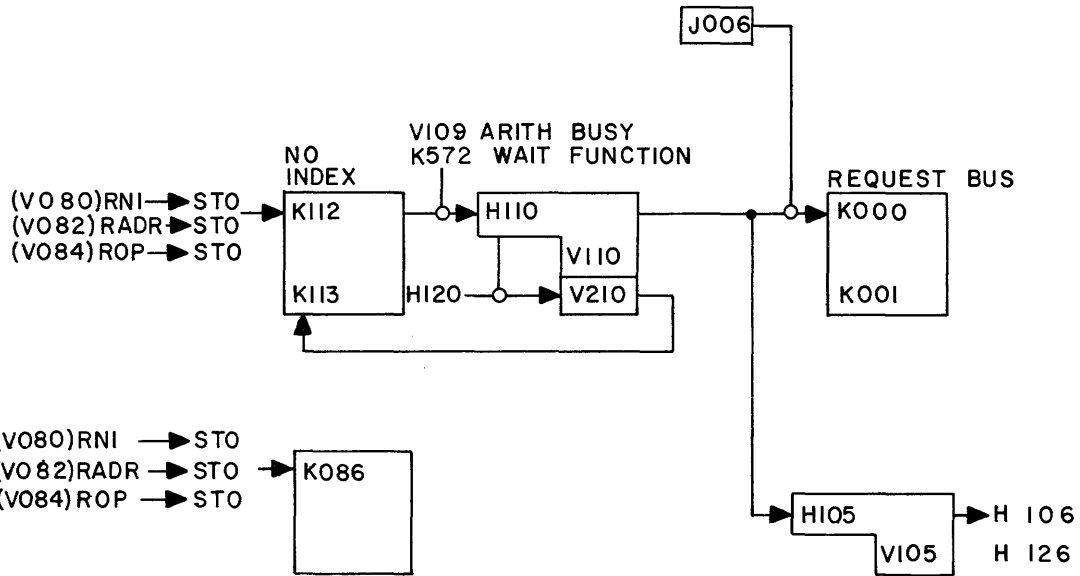 J006
V109 ARITH BUSY
K572 WAIT FUNCTION
NO
INDEX
REQUEST BUS
(V080)RNI STO
(V082)RADR STO
(V084)ROP STO
K112
K113
H110
V110
H120
V210
K000
K001
(V080)RNI STO
(V082)RADR STO
(V084)ROP STO
K086
H105
V105
H 106
H 126